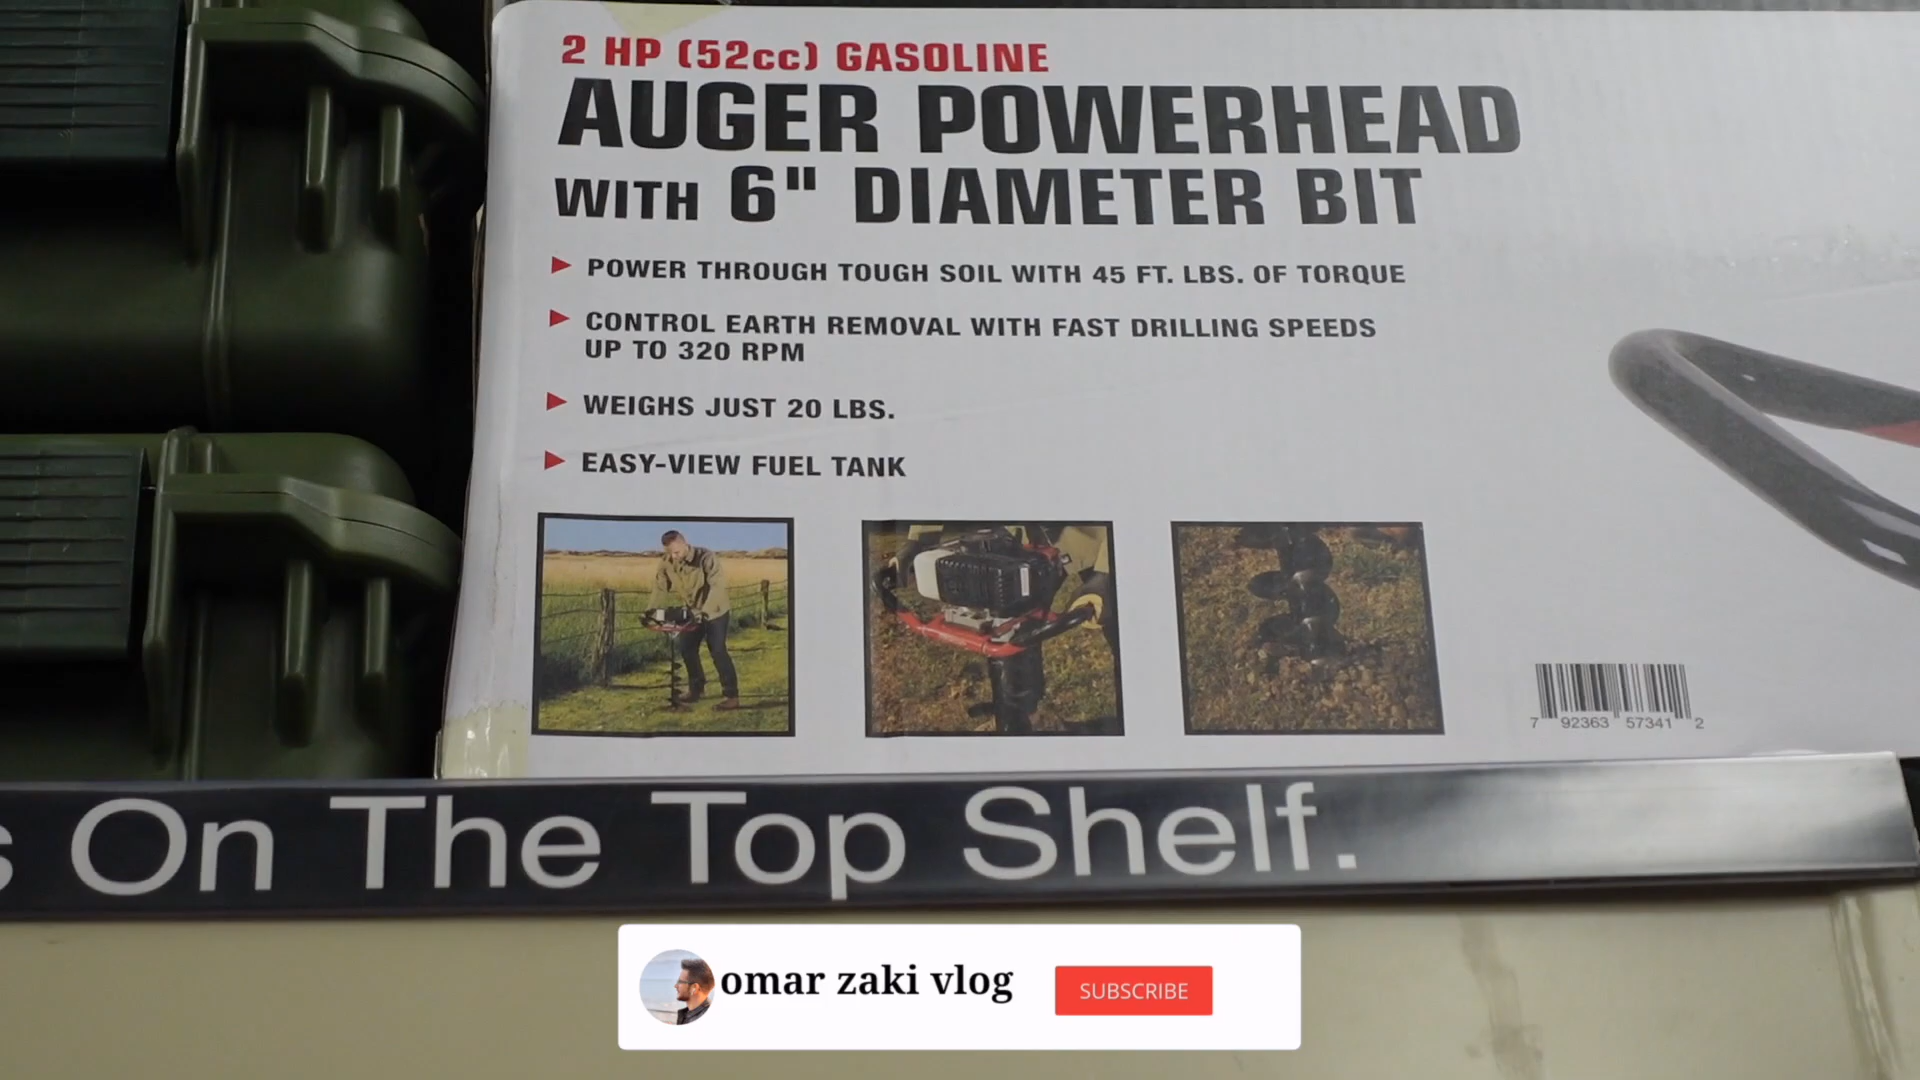 2 HP (52cc) GASOLINE
AUGER POWERHEAD
WITH 6" DIAMETER BIT
POWER THROUGH TOUGH SOIL WITH 45 FT. LBS. OF TORQUE
CONTROL EARTH REMOVAL WITH FAST DRILLING SPEEDS
UP TO 320 RPM
WEIGHS JUST 20 LBS.
EASY-VIEW FUEL TANK
7 92363 57341 2
s On The Top Shelf.
omar zaki vlog
SUBSCRIBE